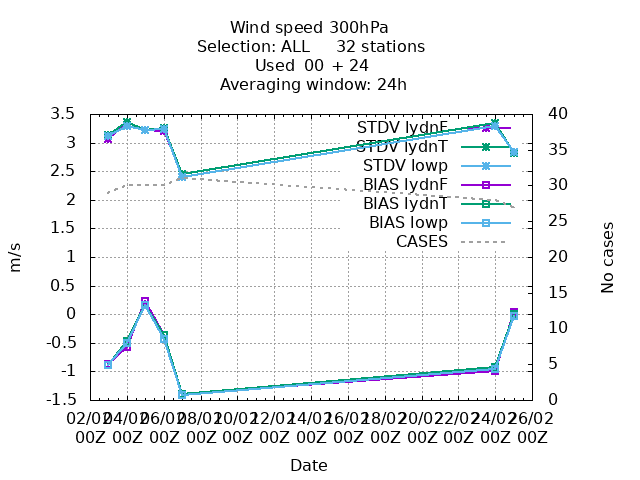 Wind speed 300hPa
Selection: ALL 32 stations
Used 00 + 24
Averaging window: 24h
3.5
3
2.5
2
1.5
1
0.5
0
-0.5
-1
-1.5
m/s
STDV lydnF
STDV lydnT
STDV lowp
BIAS lydnF
BIAS lydnT
BIAS lowp
CASES
40
35
30
25
20
15
10
5
0
No cases
02/02 04/02 06/02 08/02 10/02 12/02 14/02 16/02 18/02 20/02 22/02 24/02 26/02
00Z 00Z 00Z 00Z 00Z 00Z 00Z 00Z 00Z 00Z 00Z 00Z 00Z
Date